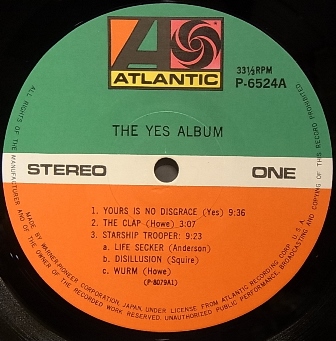 ATLANTIC
33⅓RPM
P-6524A
THE YES ALBUM
STEREO ONE
1. YOURS IS NO DISGRACE (Yes) 9:36
2. THE CLAP (Howe) 3:07
3. STARSHIP TROOPER: 9:23
a. LIFE SECKER (Anderson)
b. DISILLUSION (Squire)
c. WURM (Howe)
(P-8079A1)
MADE BY WARNER-PIONEER CORPORATION, JAPAN, UNDER LICENSE FROM ATLANTIC RECORDING CORP. U.S.A.
ALL RIGHTS OF THE MANUFACTURER AND OF THE OWNER OF THE RECORDED WORK RESERVED. UNAUTHORIZED PUBLIC PERFORMANCE, BROADCASTING AND COPYING OF THIS RECORD PROHIBITED.